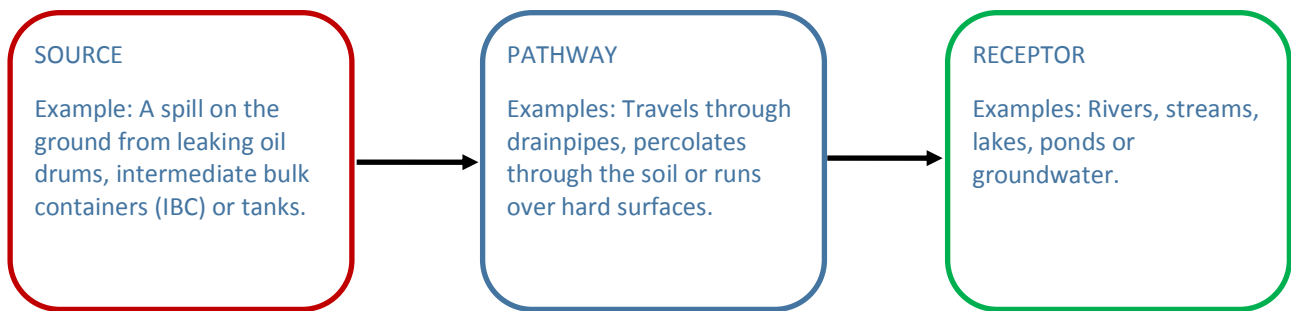 SOURCE
Example: A spill on the
ground from leaking oil
drums, intermediate bulk
containers (IBC) or tanks.
PATHWAY
Examples: Travels through
drainpipes, percolates
through the soil or runs
over hard surfaces.
RECEPTOR
Examples: Rivers, streams,
lakes, ponds or
groundwater.